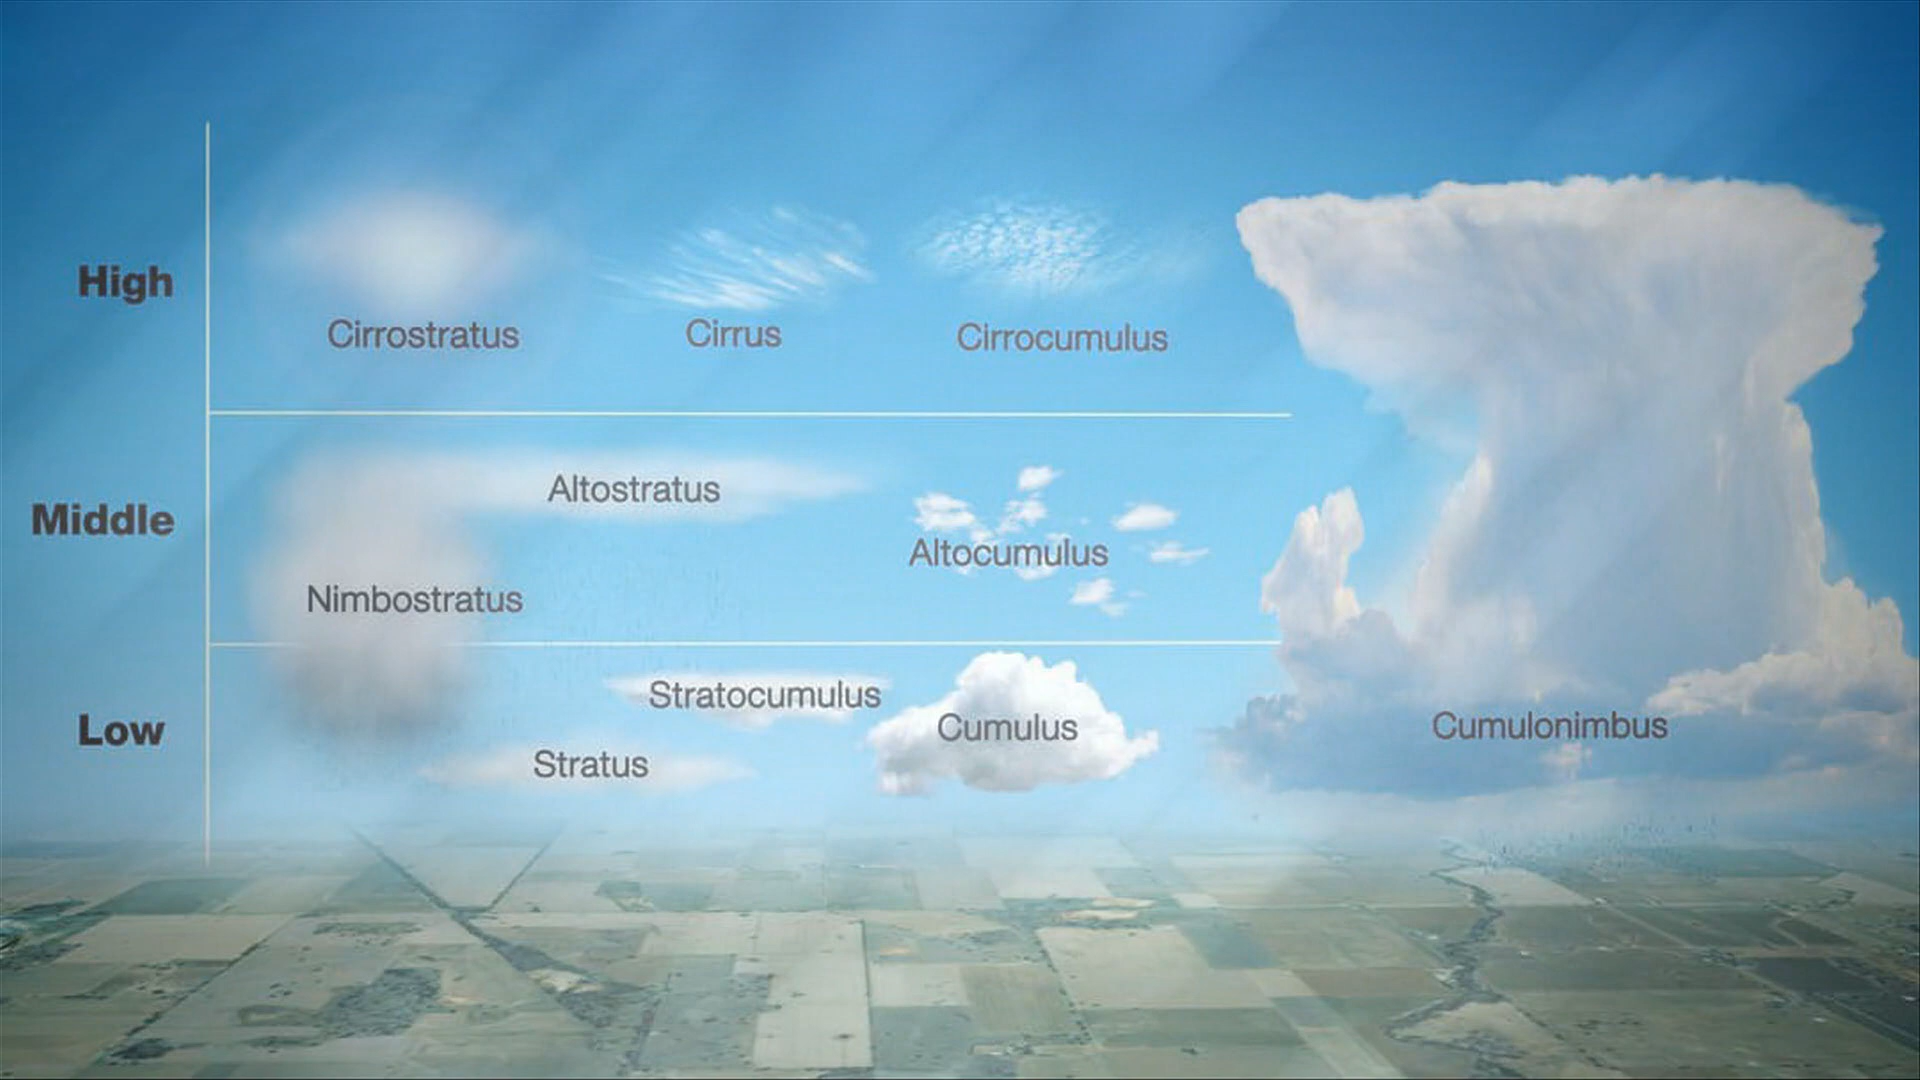 High
Cirrostratus
Cirrus
Cirrocumulus
Middle
Altostratus
Altocumulus
Nimbostratus
Low
Stratocumulus
Cumulus
Cumulonimbus
Stratus